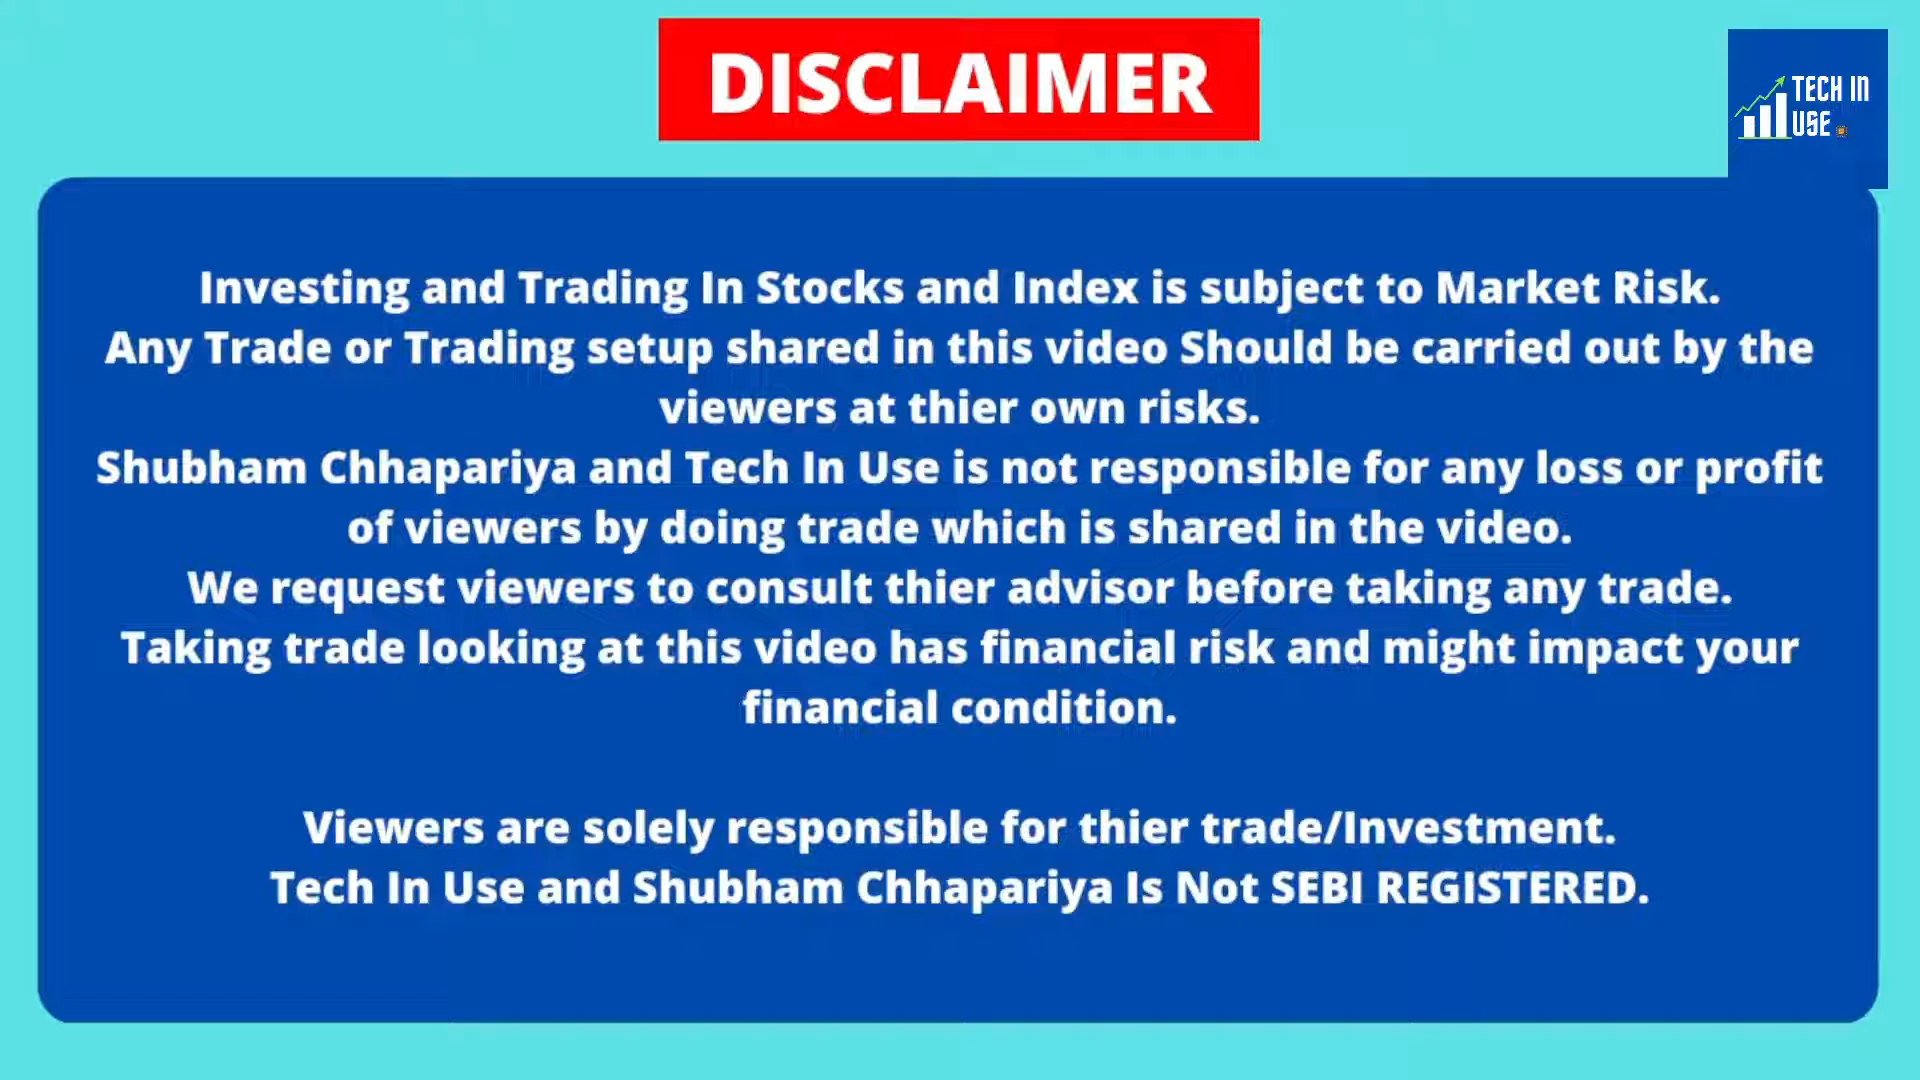 DISCLAIMER
TECH IN
USE
Investing and Trading In Stocks and Index is subject to Market Risk.
Any Trade or Trading setup shared in this video Should be carried out by the
viewers at thier own risks.
Shubham Chhapariya and Tech In Use is not responsible for any loss or profit
of viewers by doing trade which is shared in the video.
We request viewers to consult thier advisor before taking any trade.
Taking trade looking at this video has financial risk and might impact your
financial condition.
Viewers are solely responsible for thier trade/Investment.
Tech In Use and Shubham Chhapariya Is Not SEBI REGISTERED.